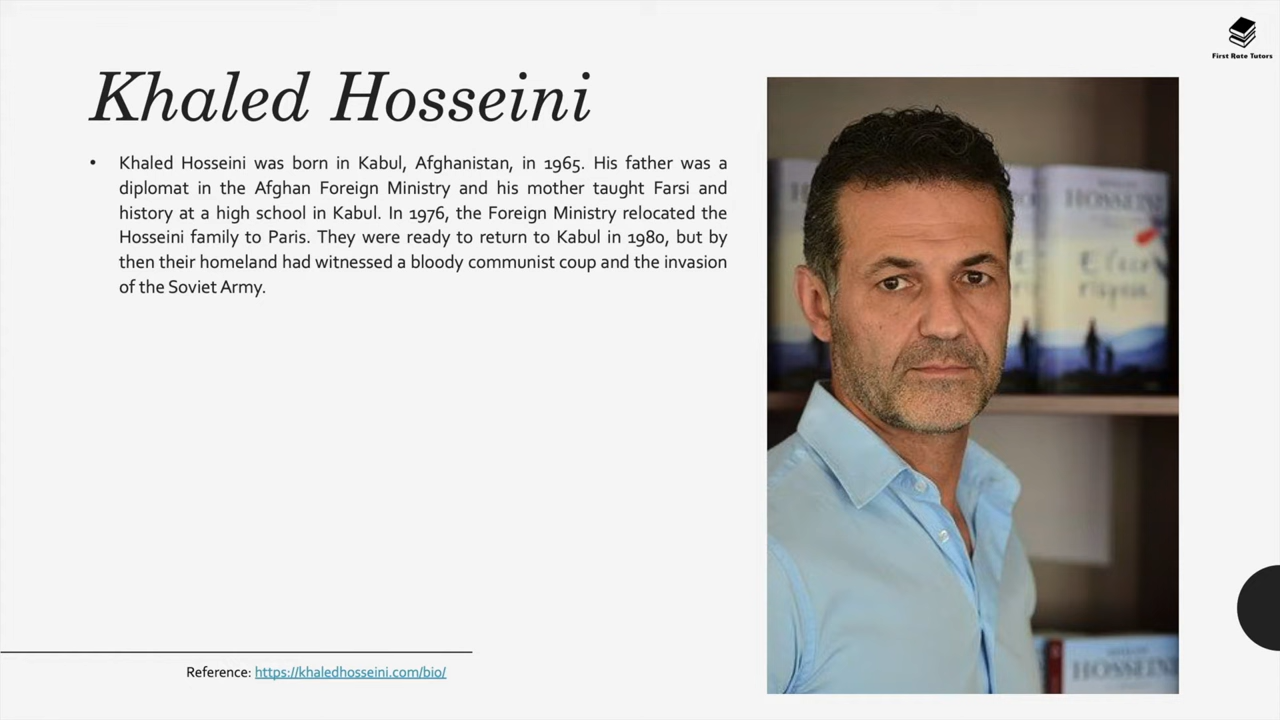 First Rate Tutors
Khaled Hosseini
• Khaled Hosseini was born in Kabul, Afghanistan, in 1965. His father was a
diplomat in the Afghan Foreign Ministry and his mother taught Farsi and
history at a high school in Kabul. In 1976, the Foreign Ministry relocated the
Hosseini family to Paris. They were ready to return to Kabul in 1980, but by
then their homeland had witnessed a bloody communist coup and the invasion
of the Soviet Army.
HOSSEINI
HOSSEINI
Reference: https://khaledhosseini.com/bio/